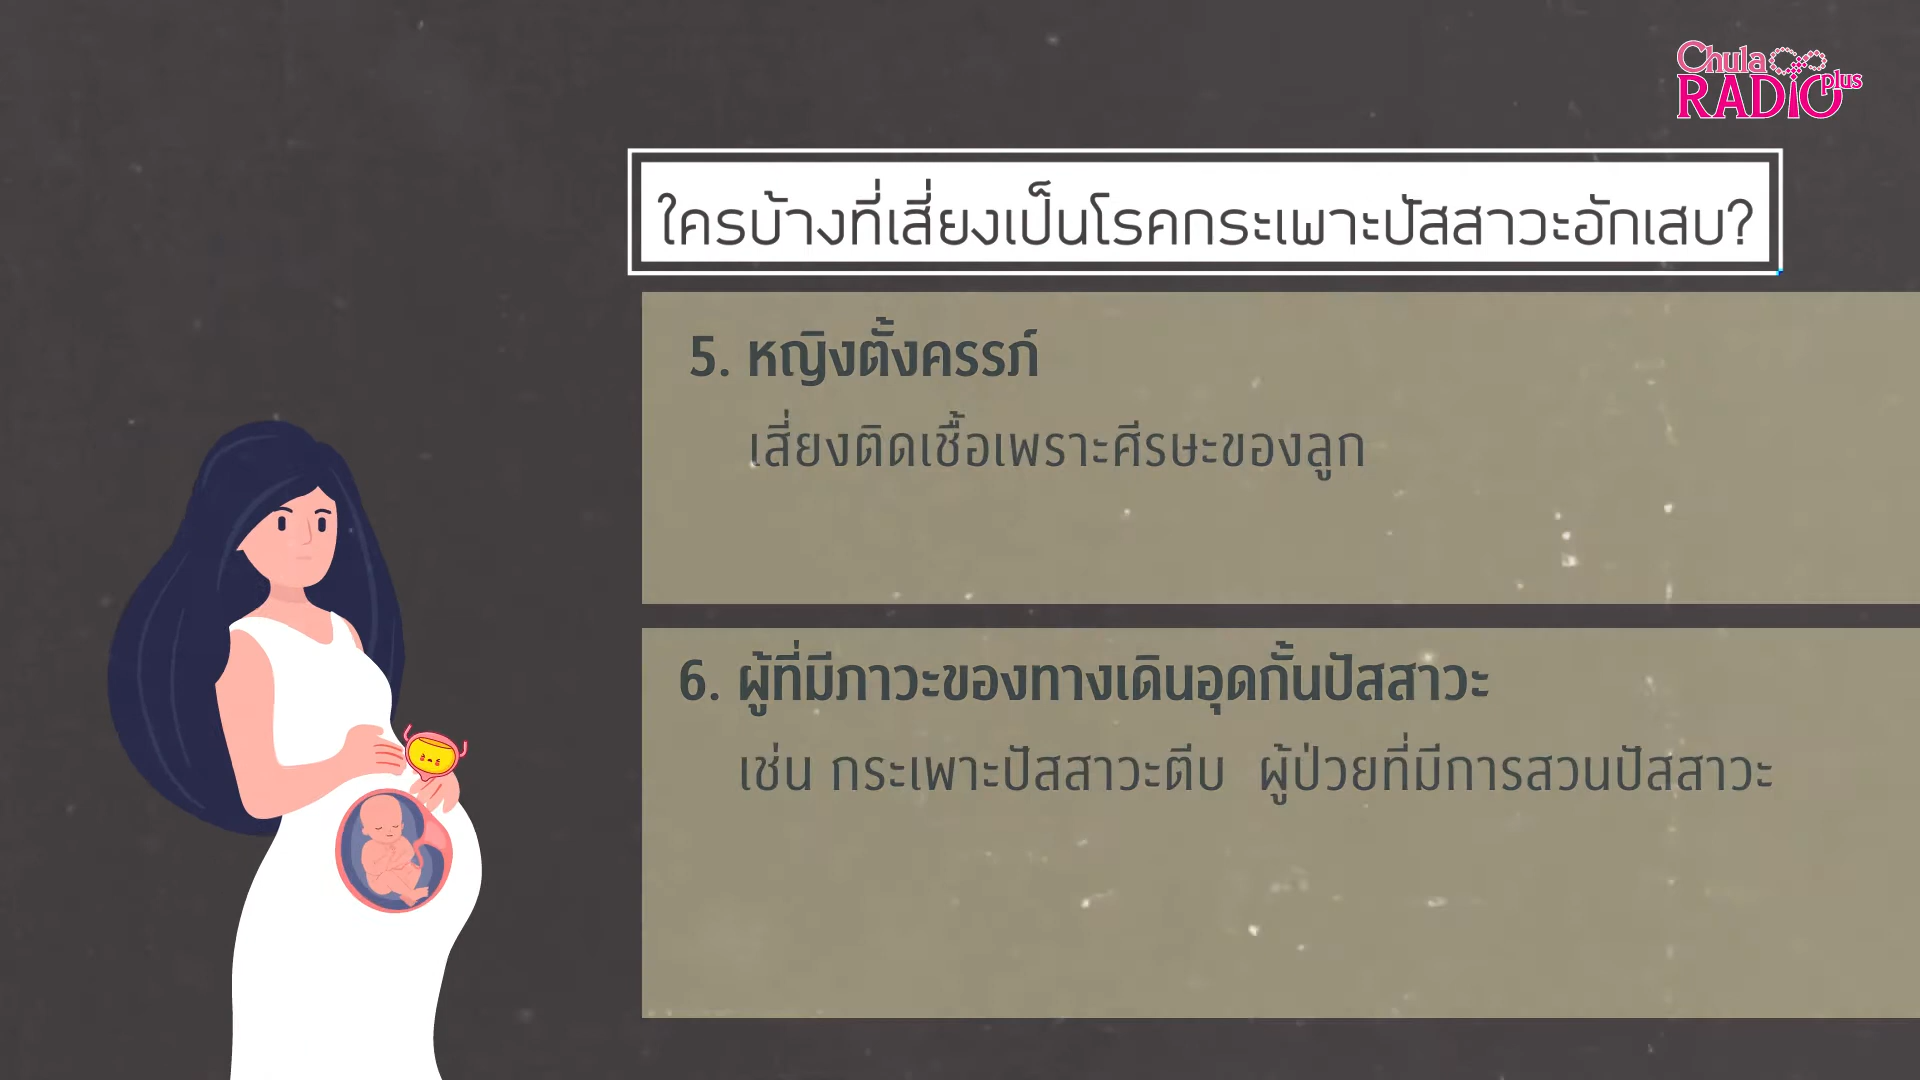 Chula
RADIO plus
ใครบ้างที่เสี่ยงเป็นโรคกระเพาะปัสสาวะอักเสบ?
5. หญิงตั้งครรภ์
เสี่ยงติดเชื้อเพราะศีรษะของลูก
6. ผู้ที่มีภาวะของทางเดินอุดกั้นปัสสาวะ
เช่น กระเพาะปัสสาวะตีบ ผู้ป่วยที่มีการสวนปัสสาวะ